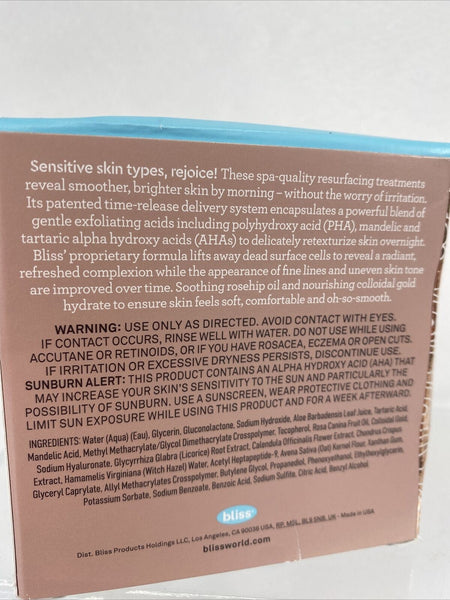 Sensitive skin types, rejoice! These spa-quality resurfacing treatments
reveal smoother, brighter skin by morning – without the worry of irritation.
Its patented time-release delivery system encapsulates a powerful blend of
gentle exfoliating acids including polyhydroxy acid (PHA), mandelic and
tartaric alpha hydroxy acids (AHAs) to delicately retexturize skin overnight.
Bliss' proprietary formula lifts away dead surface cells to reveal a radiant,
refreshed complexion while the appearance of fine lines and uneven skin tone
are improved over time. Soothing rosehip oil and nourishing colloidal gold
hydrate to ensure skin feels soft, comfortable and oh-so-smooth.
WARNING: USE ONLY AS DIRECTED. AVOID CONTACT WITH EYES.
IF CONTACT OCCURS, RINSE WELL WITH WATER. DO NOT USE WHILE USING
ACCUTANE OR RETINOIDS, OR IF YOU HAVE ROSACEA, ECZEMA OR OPEN CUTS.
IF IRRITATION OR EXCESSIVE DRYNESS PERSISTS, DISCONTINUE USE.
SUNBURN ALERT: THIS PRODUCT CONTAINS AN ALPHA HYDROXY ACID (AHA) THAT
MAY INCREASE YOUR SKIN'S SENSITIVITY TO THE SUN AND PARTICULARLY THE
POSSIBILITY OF SUNBURN. USE A SUNSCREEN, WEAR PROTECTIVE CLOTHING AND
LIMIT SUN EXPOSURE WHILE USING THIS PRODUCT AND FOR A WEEK AFTERWARD.
INGREDIENTS: Water (Aqua) (Eau), Glycerin, Gluconolactone, Sodium Hydroxide, Aloe Barbadensis Leaf Juice, Tartaric Acid,
Mandelic Acid, Methyl Methacrylate/Glycol Dimethacrylate Crosspolymer, Tocopherol, Rosa Canina Fruit Oil, Colloidal Gold,
Sodium Hyaluronate, Glycyrrhiza Glabra (Licorice) Root Extract, Calendula Officinalis Flower Extract, Chondrus Crispus
Extract, Hamamelis Virginiana (Witch Hazel) Water, Acetyl Heptapeptide-9, Avena Sativa (Oat) Kernel Flour, Xanthan Gum,
Glyceryl Caprylate, Allyl Methacrylates Crosspolymer, Butylene Glycol, Propanediol, Phenoxyethanol, Ethylhexylglycerin,
Potassium Sorbate, Sodium Benzoate, Benzoic Acid, Sodium Sulfite, Citric Acid, Benzyl Alcohol
bliss
Dist. Bliss Products Holdings LLC, Los Angeles, CA 90036 USA, RP, MSL, BLS SNB, UK - Made in USA
blissworld.com